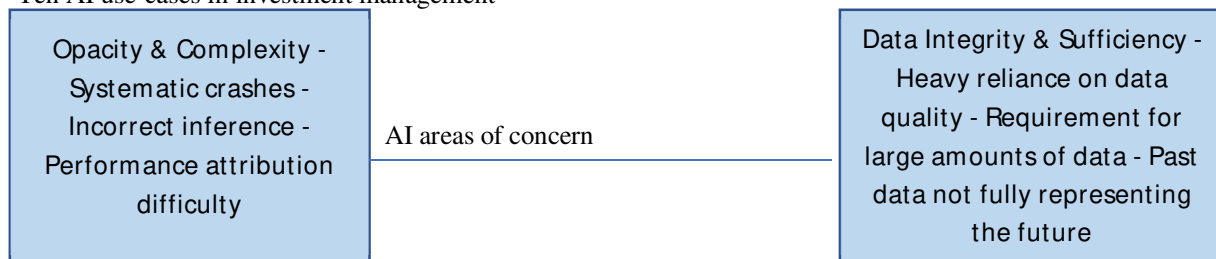 Ten AI use-cases in investment management
Opacity & Complexity -
Systematic crashes -
Incorrect inference -
Performance attribution
difficulty
AI areas of concern
Data Integrity & Sufficiency -
Heavy reliance on data
quality - Requirement for
large amounts of data - Past
data not fully representing
the future